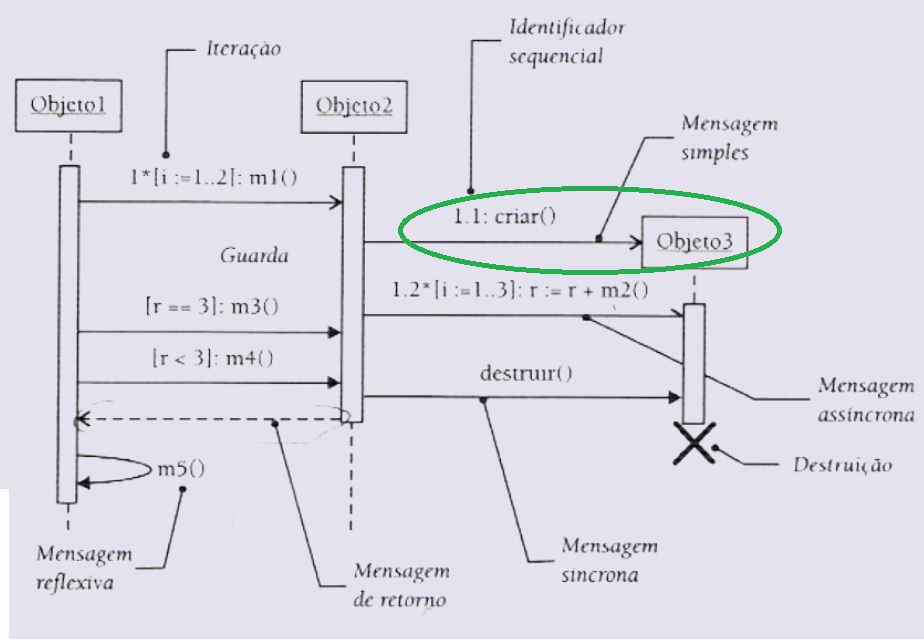 Iteração
Identificador
sequencial
Objeto1
Objeto2
Mensagem
simples
1*[i :=1..2]: m1()
1.1: criar()
Objeto3
Guarda
1.2*[i :=1..3]: r := r + m2()
[r == 3]: m3()
[r < 3]: m4()
destruir()
Mensagem
assíncrona
m5()
Destruição
Mensagem
reflexiva
Mensagem
de retorno
Mensagem
síncrona